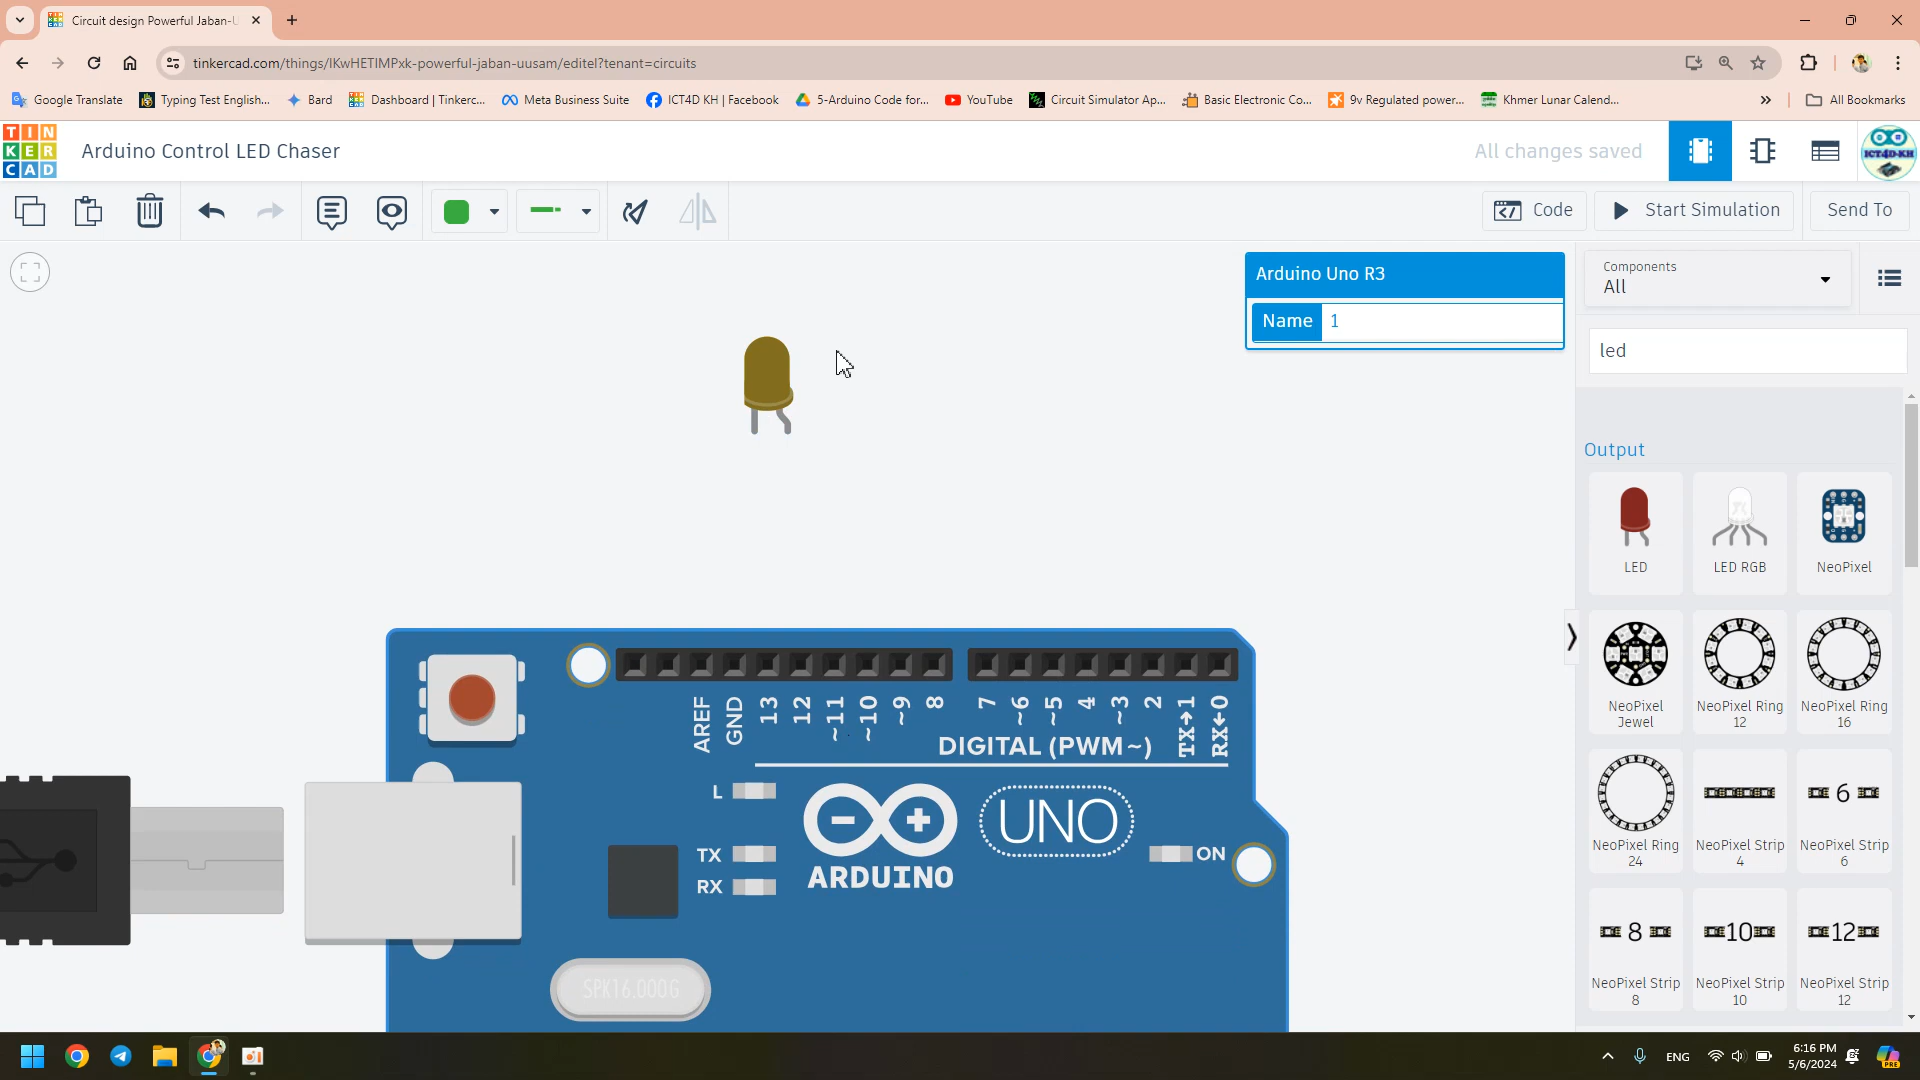 Circuit design Powerful Jaban-U
tinkercad.com/things/lKwHETIMPxk-powerful-jaban-uusam/editel?tenant=circuits
Google Translate
Typing Test English...
Bard
Dashboard | Tinkerc...
Meta Business Suite
ICT4D KH | Facebook
5-Arduino Code for...
YouTube
Circuit Simulator Ap...
Basic Electronic Co...
9v Regulated power...
Khmer Lunar Calend...
All Bookmarks
TIN
KER
CAD
Arduino Control LED Chaser
All changes saved
ICT4D-KH
Code
Start Simulation
Send To
Arduino Uno R3
Name 1
Components
All
led
Output
LED
LED RGB
NeoPixel
NeoPixel Jewel
NeoPixel Ring 12
NeoPixel Ring 16
6
NeoPixel Ring 24
NeoPixel Strip 4
NeoPixel Strip 6
8
10
12
NeoPixel Strip 8
NeoPixel Strip 10
NeoPixel Strip 12
AREF
GND
13
12
~11
~10
~9
8
7
~6
~5
4
~3
2
TX→1
RX←0
DIGITAL (PWM~)
L
TX
RX
UNO
ARDUINO
ON
SPK16.000G
ENG
6:16 PM
5/6/2024
PRE